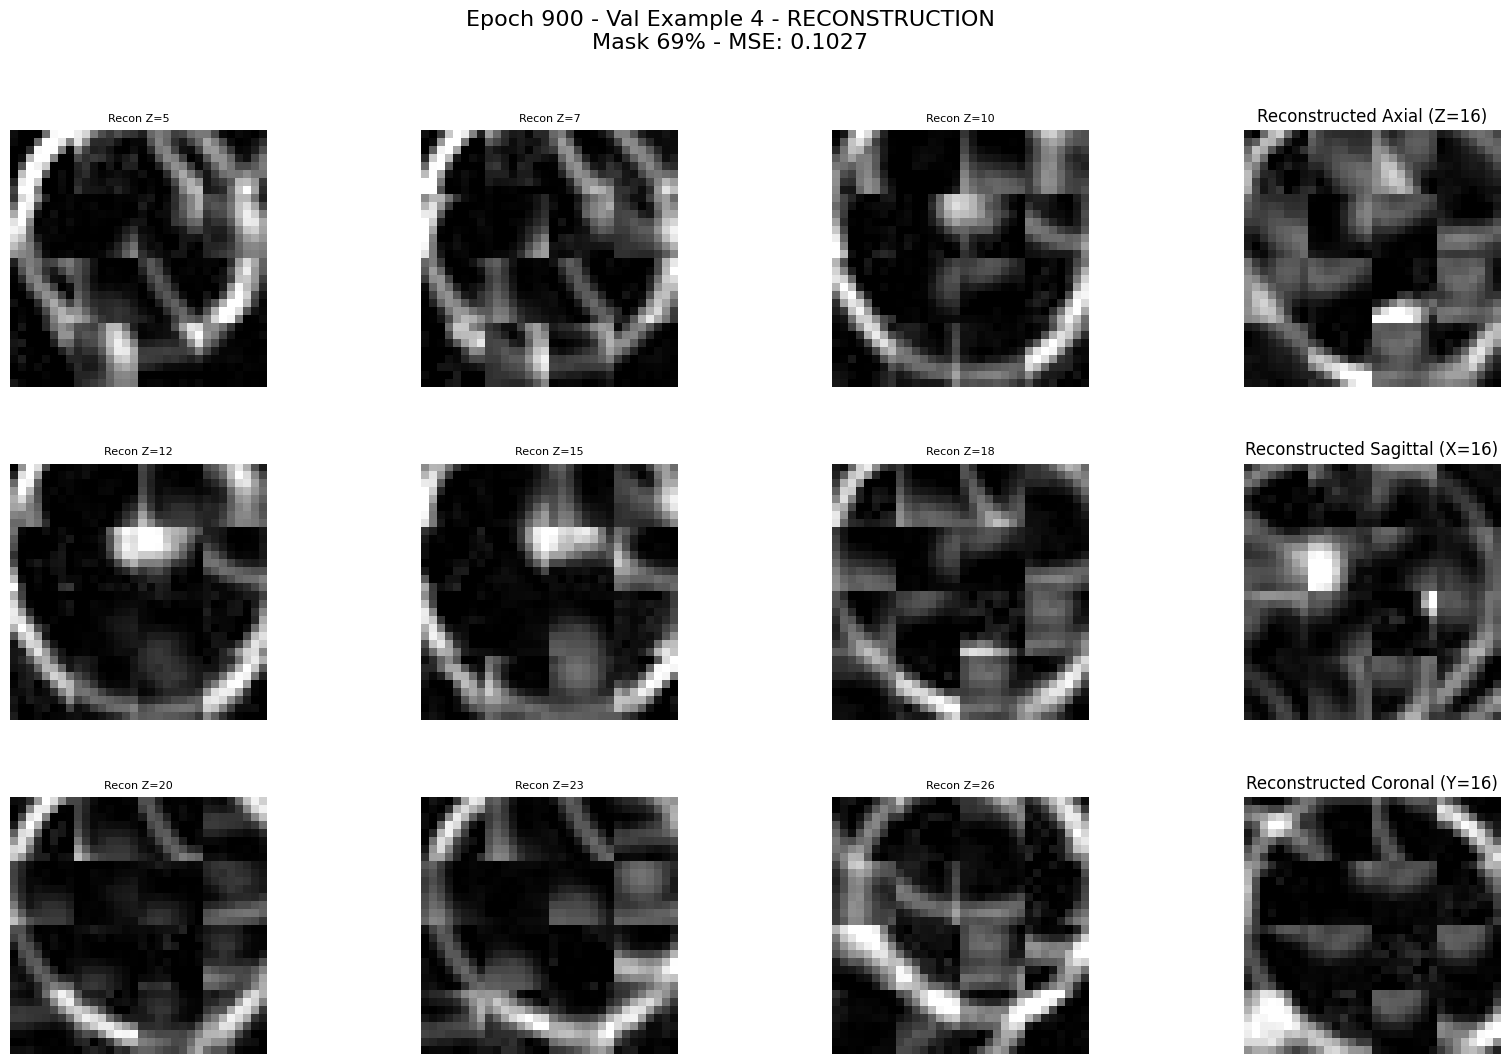 Epoch 900 - Val Example 4 - RECONSTRUCTION
Mask 69% - MSE: 0.1027
Recon Z=5
Recon Z=7
Recon Z=10
Reconstructed Axial (Z=16)
Recon Z=12
Recon Z=15
Recon Z=18
Reconstructed Sagittal (X=16)
Recon Z=20
Recon Z=23
Recon Z=26
Reconstructed Coronal (Y=16)